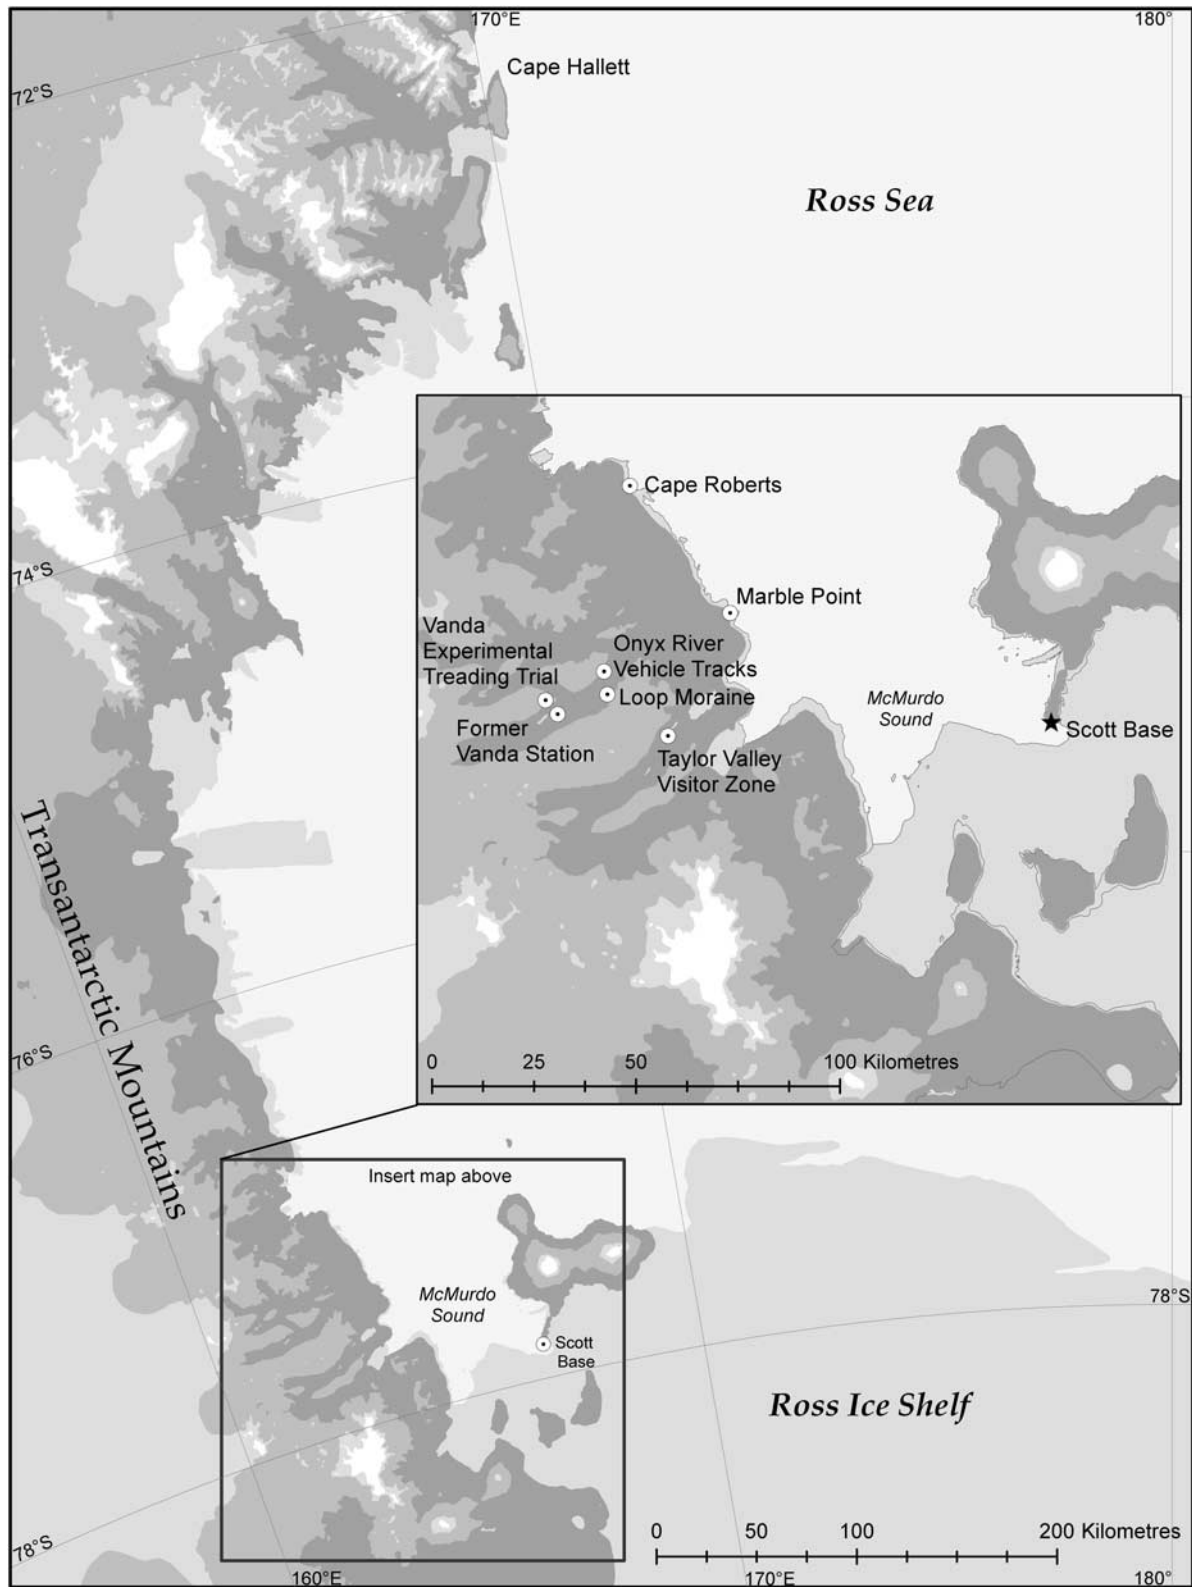 170°E
180°
Cape Hallett
72°S
Ross Sea
Cape Roberts
74°S
Marble Point
Vanda
Experimental
Treading Trial
Onyx River
Vehicle Tracks
Loop Moraine
McMurdo
Sound
Former
Vanda Station
Scott Base
Taylor Valley
Visitor Zone
Transantarctic Mountains
76°S
0 25 50 100 Kilometres
Insert map above
McMurdo
Sound
78°S
Scott
Base
Ross Ice Shelf
0 50 100 200 Kilometres
78°S
160°E
170°E
180°